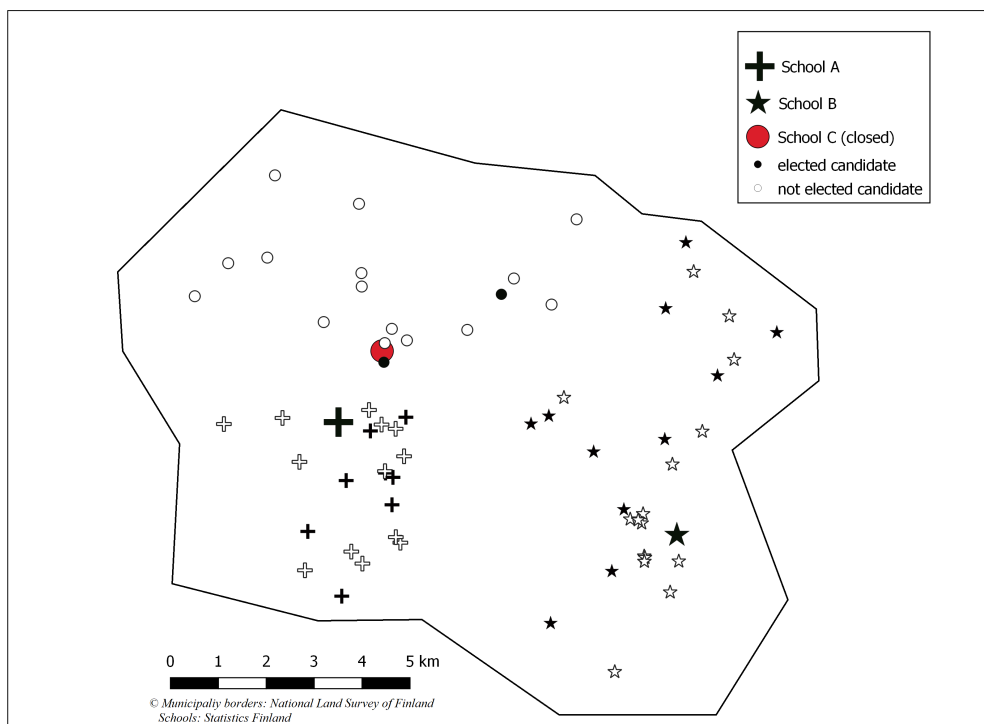 School A
School B
School C (closed)
elected candidate
not elected candidate
0 1 2 3 4 5 km
© Municipaliy borders: National Land Survey of Finland
Schools: Statistics Finland